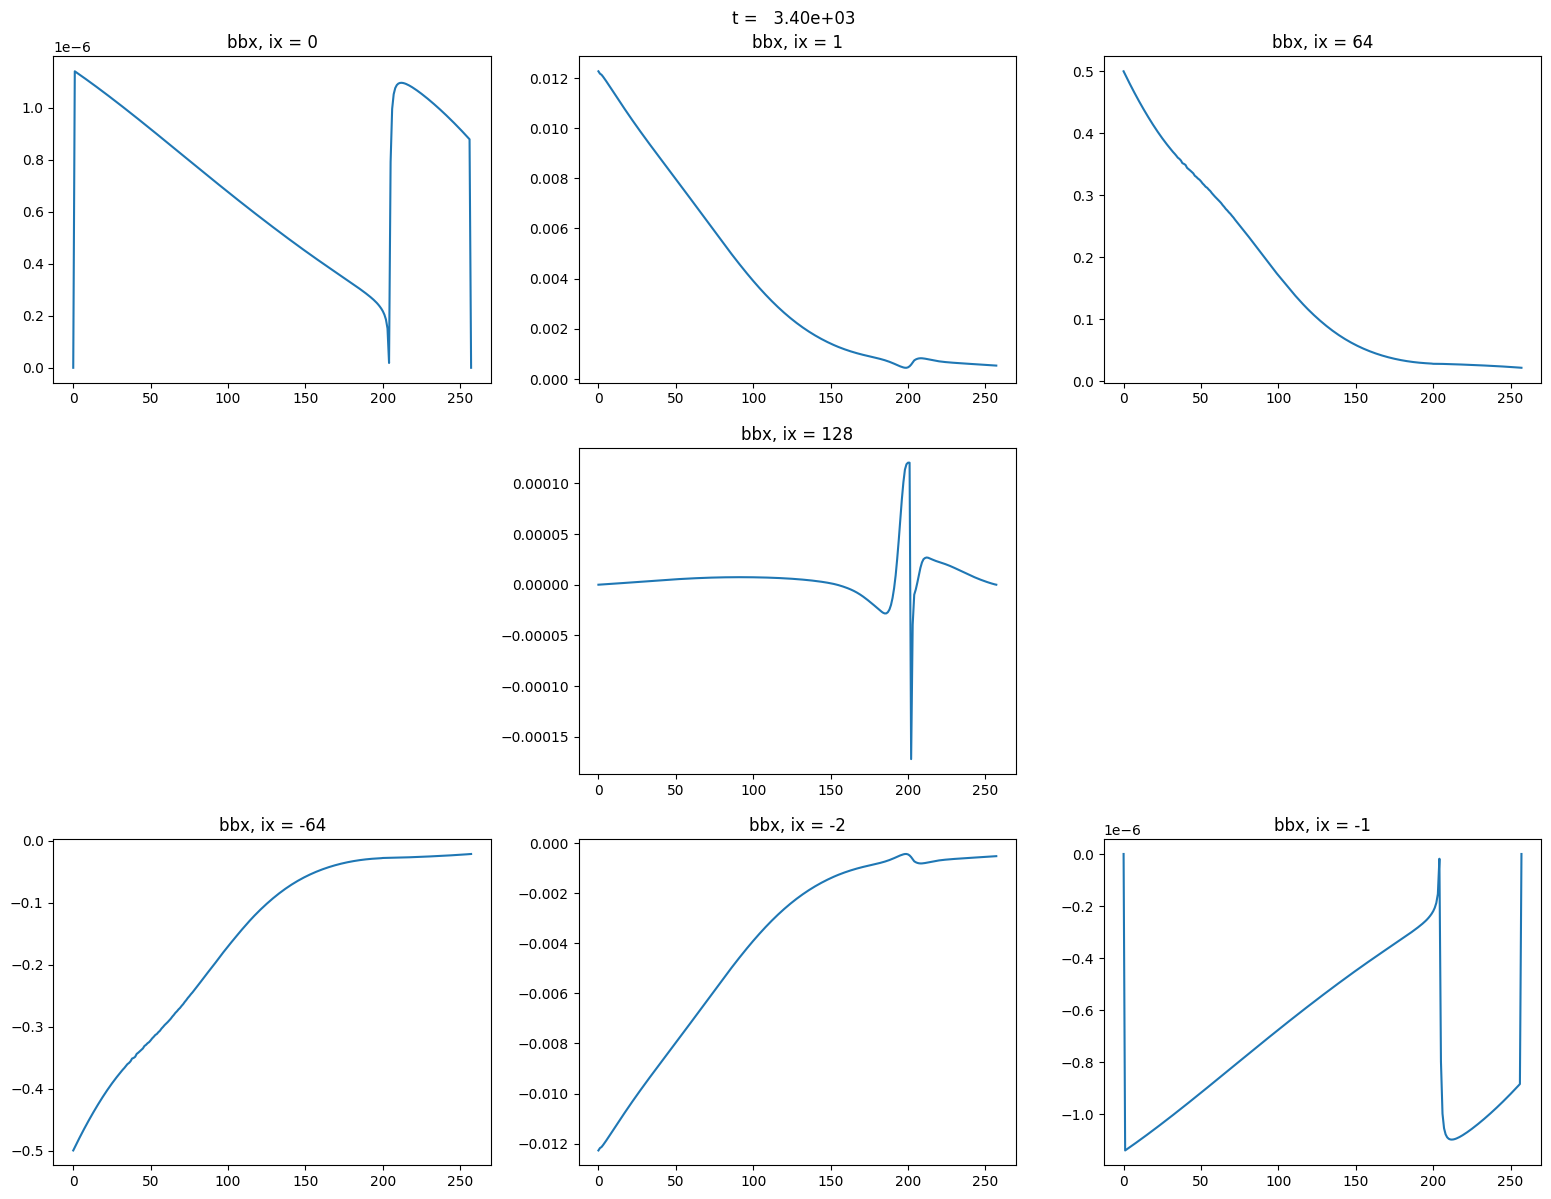 t =   3.40e+03
bbx, ix = 0
bbx, ix = 1
bbx, ix = 64
1e−6
1.0
0.8
0.6
0.4
0.2
0.0
0 50 100 150 200 250
0.012
0.010
0.008
0.006
0.004
0.002
0.000
0 50 100 150 200 250
0.5
0.4
0.3
0.2
0.1
0.0
0 50 100 150 200 250
bbx, ix = 128
0.00010
0.00005
0.00000
−0.00005
−0.00010
−0.00015
0 50 100 150 200 250
bbx, ix = -64
bbx, ix = -2
bbx, ix = -1
0.0
−0.1
−0.2
−0.3
−0.4
−0.5
0 50 100 150 200 250
0.000
−0.002
−0.004
−0.006
−0.008
−0.010
−0.012
0 50 100 150 200 250
1e−6
0.0
−0.2
−0.4
−0.6
−0.8
−1.0
0 50 100 150 200 250